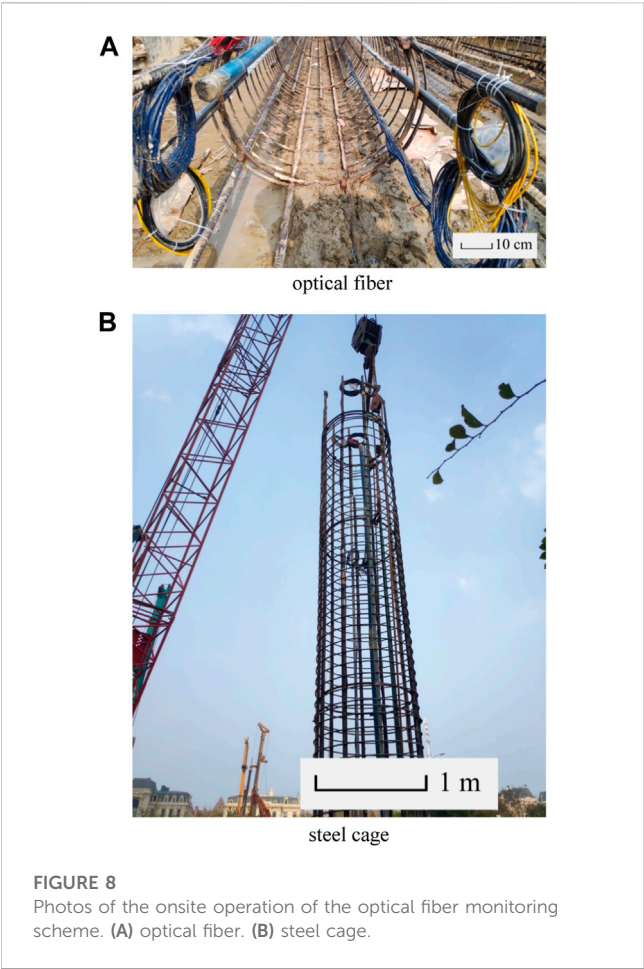 A
10 cm
optical fiber
B
1 m
steel cage
FIGURE 8
Photos of the onsite operation of the optical fiber monitoring
scheme. (A) optical fiber. (B) steel cage.